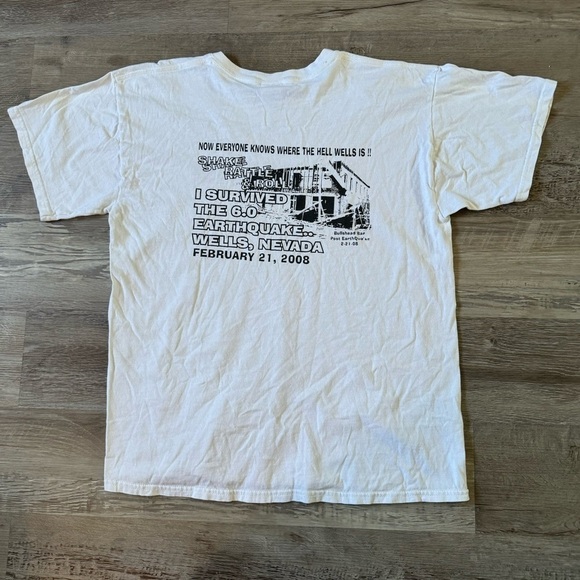 NOW EVERYONE KNOWS WHERE THE HELL WELLS IS !!
SHAKE,
RATTLE
& ROLL
I SURVIVED
THE 6.0
EARTHQUAKE..
WELLS, NEVADA
FEBRUARY 21, 2008
Bullshead Bar
Post EarthQuake
2-21-08